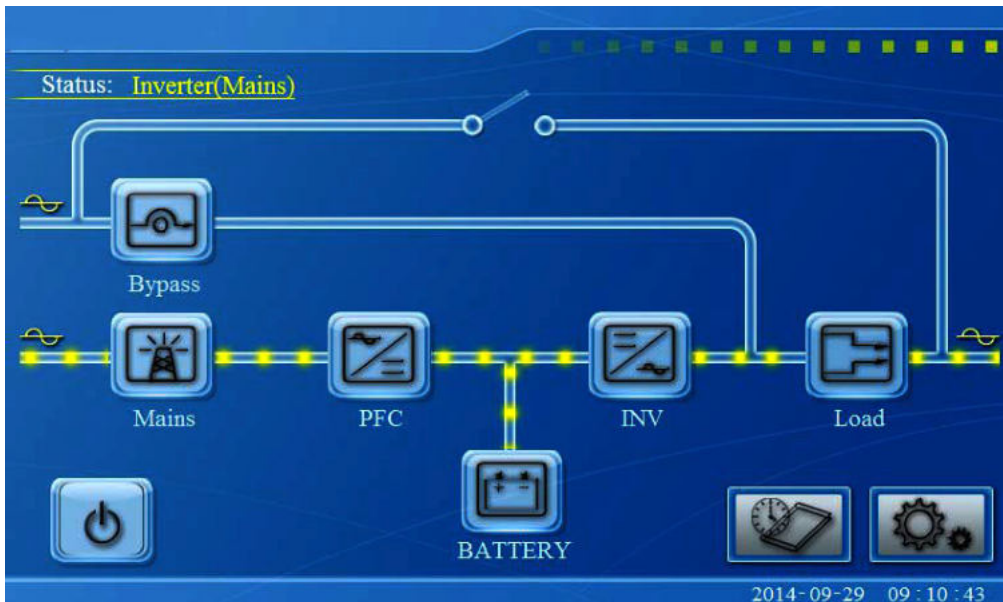 Status: Inverter(Mains)
Bypass
Mains PFC INV Load
BATTERY
2014-09-29 09:10:43